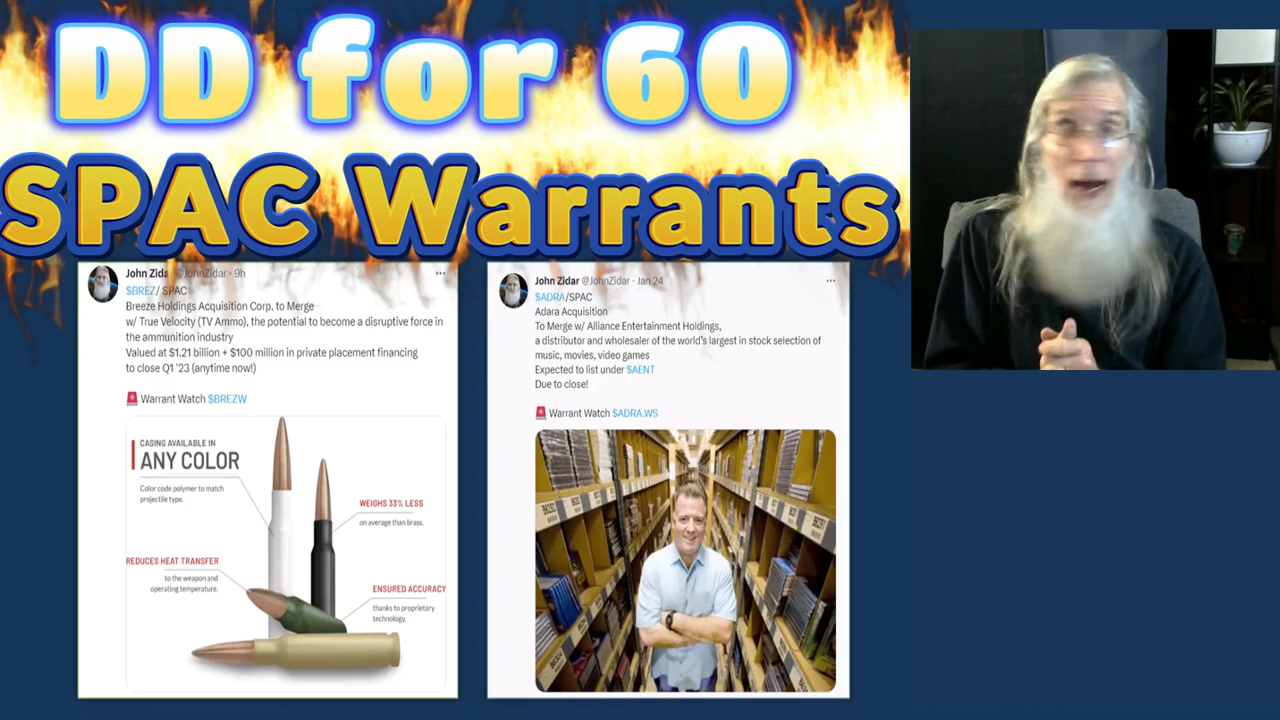 DD for 60
SPAC Warrants
John Zida @JohnZidar · 9h
$BREZ/ SPAC
Breeze Holdings Acquisition Corp. to Merge
w/ True Velocity (TV Ammo), the potential to become a disruptive force in
the ammunition industry
Valued at $1.21 billion + $100 million in private placement financing
to close Q1 '23 (anytime now!)
Warrant Watch $BREZW
CASING AVAILABLE IN
ANY COLOR
Color code polymer to match
projectile type.
WEIGHS 33% LESS
on average than brass.
REDUCES HEAT TRANSFER
to the weapon and
operating temperature.
ENSURED ACCURACY
thanks to proprietary
technology.
John Zidar @JohnZidar · Jan 24
$ADRA/SPAC
Adara Acquisition
To Merge w/ Alliance Entertainment Holdings,
a distributor and wholesaler of the world's largest in stock selection of
music, movies, video games
Expected to list under $AENT
Due to close!
Warrant Watch $ADRA.WS